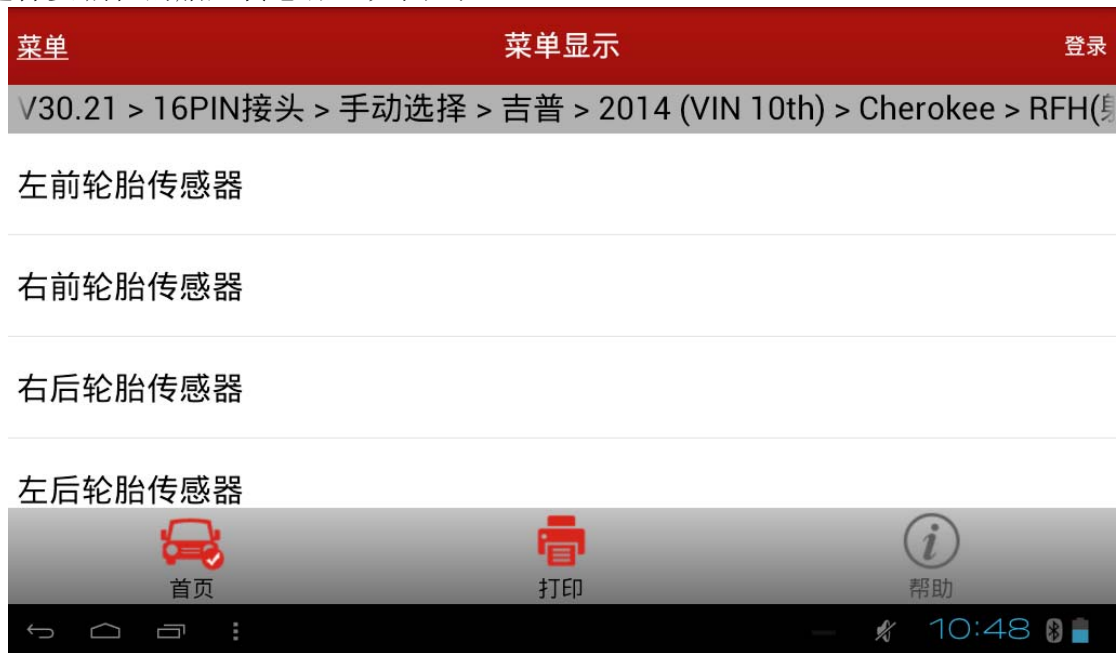 菜单 菜单显示 登录
V30.21 > 16PIN接头 > 手动选择 > 吉普 > 2014 (VIN 10th) > Cherokee > RFH(
左前轮胎传感器
右前轮胎传感器
右后轮胎传感器
左后轮胎传感器
首页 打印 帮助
10:48